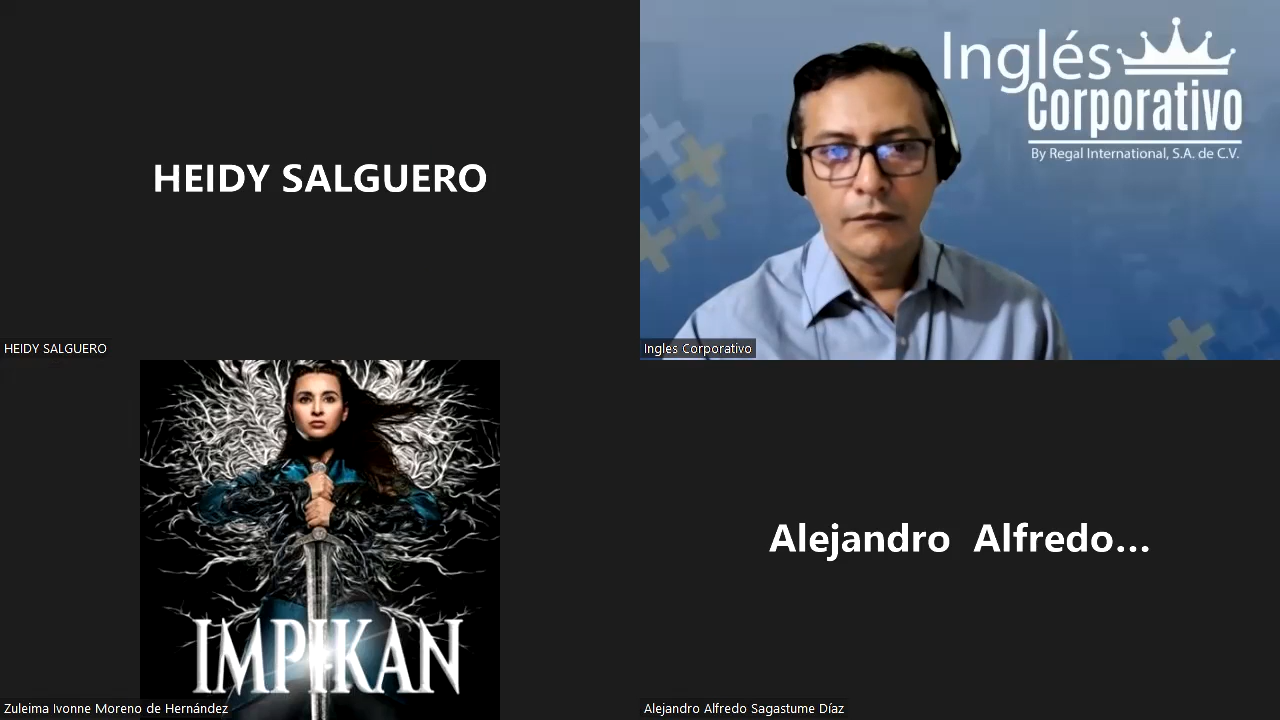 HEIDY SALGUERO
HEIDY SALGUERO
Inglés
Corporativo
By Regal International, S.A. de C.V.
Ingles Corporativo
IMPIKAN
Zuleima Ivonne Moreno de Hernández
Alejandro Alfredo...
Alejandro Alfredo Sagastume Díaz